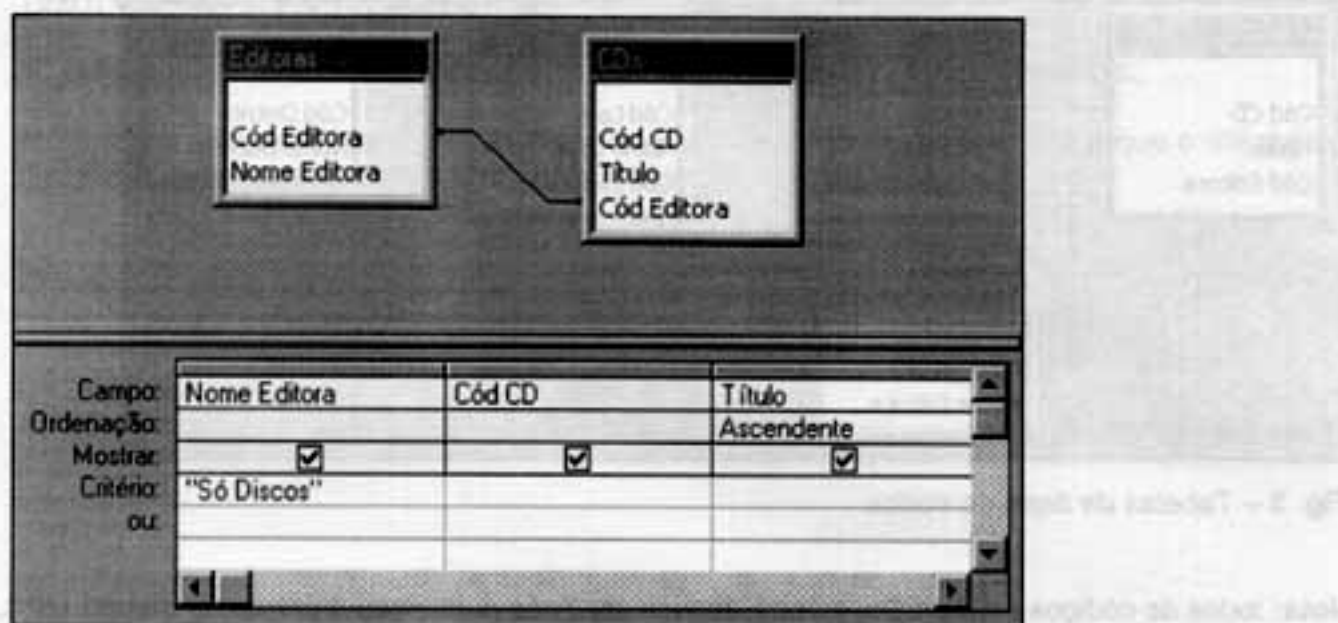 Editoras
CDs
Cód Editora
Nome Editora
Cód CD
Título
Cód Editora
Campo: Nome Editora Cód CD Título
Ordenação: Ascendente
Mostrar:
Critério: "Só Discos"
ou: